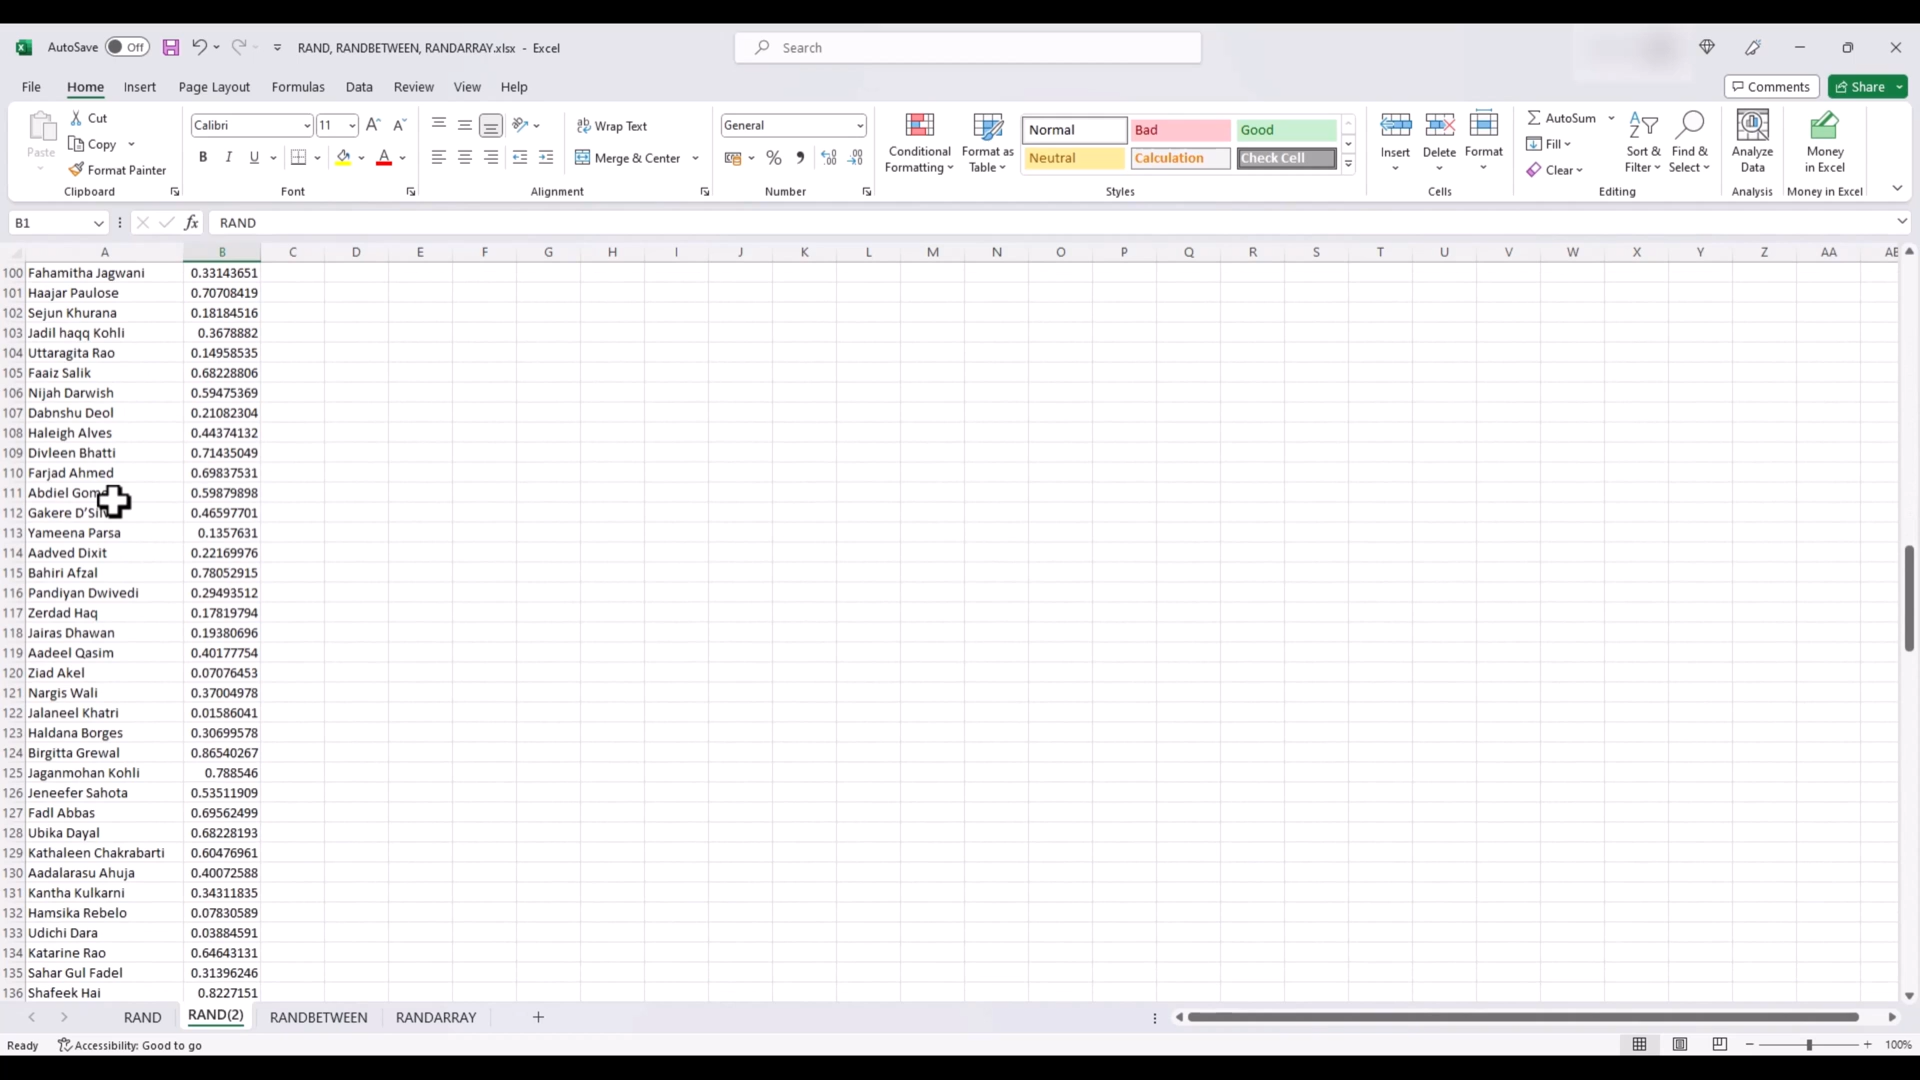 AutoSave Off RAND, RANDBETWEEN, RANDARRAY.xlsx - Excel Search
File Home Insert Page Layout Formulas Data Review View Help Comments Share
Paste Cut Copy Format Painter Clipboard
Calibri 11 B I U A Font
Wrap Text Merge & Center Alignment
General % Number
Conditional Formatting Format as Table Normal Bad Good Neutral Calculation Check Cell Styles
Insert Delete Format Cells
AutoSum Fill Clear Sort & Filter Find & Select Editing
Analyze Data Analysis
Money in Excel Money in Excel
B1 fx RAND
A B C D E F G H I J K L M N O P Q R S T U V W X Y Z AA
100 Fahamitha Jagwani 0.33143651
101 Haajar Paulose 0.70708419
102 Sejun Khurana 0.18184516
103 Jadil haqq Kohli 0.3678882
104 Uttaragita Rao 0.14958535
105 Faaiz Salik 0.68228806
106 Nijah Darwish 0.59475369
107 Dabnshu Deol 0.21082304
108 Haleigh Alves 0.44374132
109 Divleen Bhatti 0.71435049
110 Farjad Ahmed 0.69837531
111 Abdiel 0.59879898
112 Gakere 0.46597701
113 Yameena Parsa 0.1357631
114 Aadved Dixit 0.22169976
115 Bahiri Afzal 0.78052915
116 Pandiyan Dwivedi 0.29493512
117 Zerdad Haq 0.17819794
118 Jairas Dhawan 0.19380696
119 Aadeel Qasim 0.40177754
120 Ziad Akel 0.07076453
121 Nargis Wali 0.37004978
122 Jalaneel Khatri 0.01586041
123 Haldana Borges 0.30699578
124 Birgitta Grewal 0.86540267
125 Jaganmohan Kohli 0.788546
126 Jeneefer Sahota 0.53511909
127 Fadl Abbas 0.69562499
128 Ubika Dayal 0.68228193
129 Kathaleen Chakrabarti 0.60476961
130 Aadalarasu Ahuja 0.40072588
131 Kantha Kulkarni 0.34311835
132 Hamsika Rebelo 0.07830589
133 Udichi Dara 0.03884591
134 Katarine Rao 0.64643131
135 Sahar Gul Fadel 0.31396246
136 Shafeek Hai 0.8227151
RAND RAND(2) RANDBETWEEN RANDARRAY
Ready Accessibility: Good to go 100%